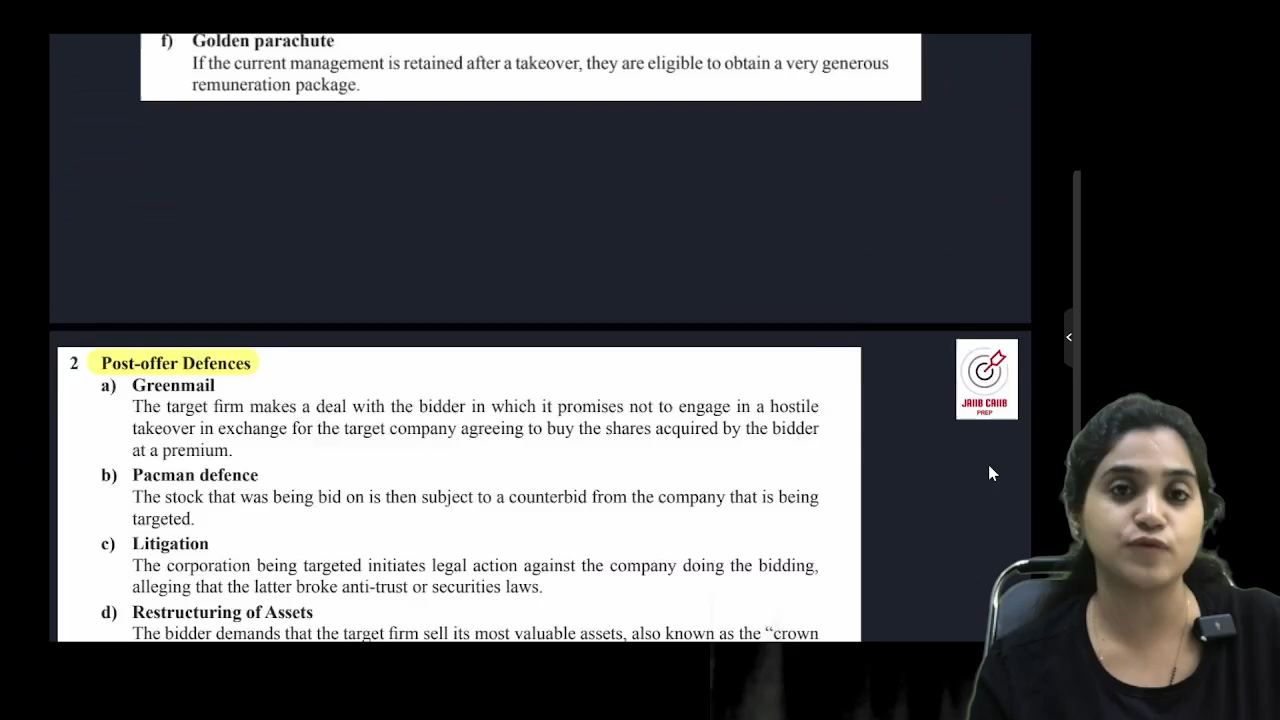 f) Golden parachute
If the current management is retained after a takeover, they are eligible to obtain a very generous
remuneration package.
2 Post-offer Defences
a) Greenmail
The target firm makes a deal with the bidder in which it promises not to engage in a hostile
takeover in exchange for the target company agreeing to buy the shares acquired by the bidder
at a premium.
b) Pacman defence
The stock that was being bid on is then subject to a counterbid from the company that is being
targeted.
c) Litigation
The corporation being targeted initiates legal action against the company doing the bidding,
alleging that the latter broke anti-trust or securities laws.
d) Restructuring of Assets
The bidder demands that the target firm sell its most valuable assets, also known as the “crown
JAIIB CAIIB
PREP